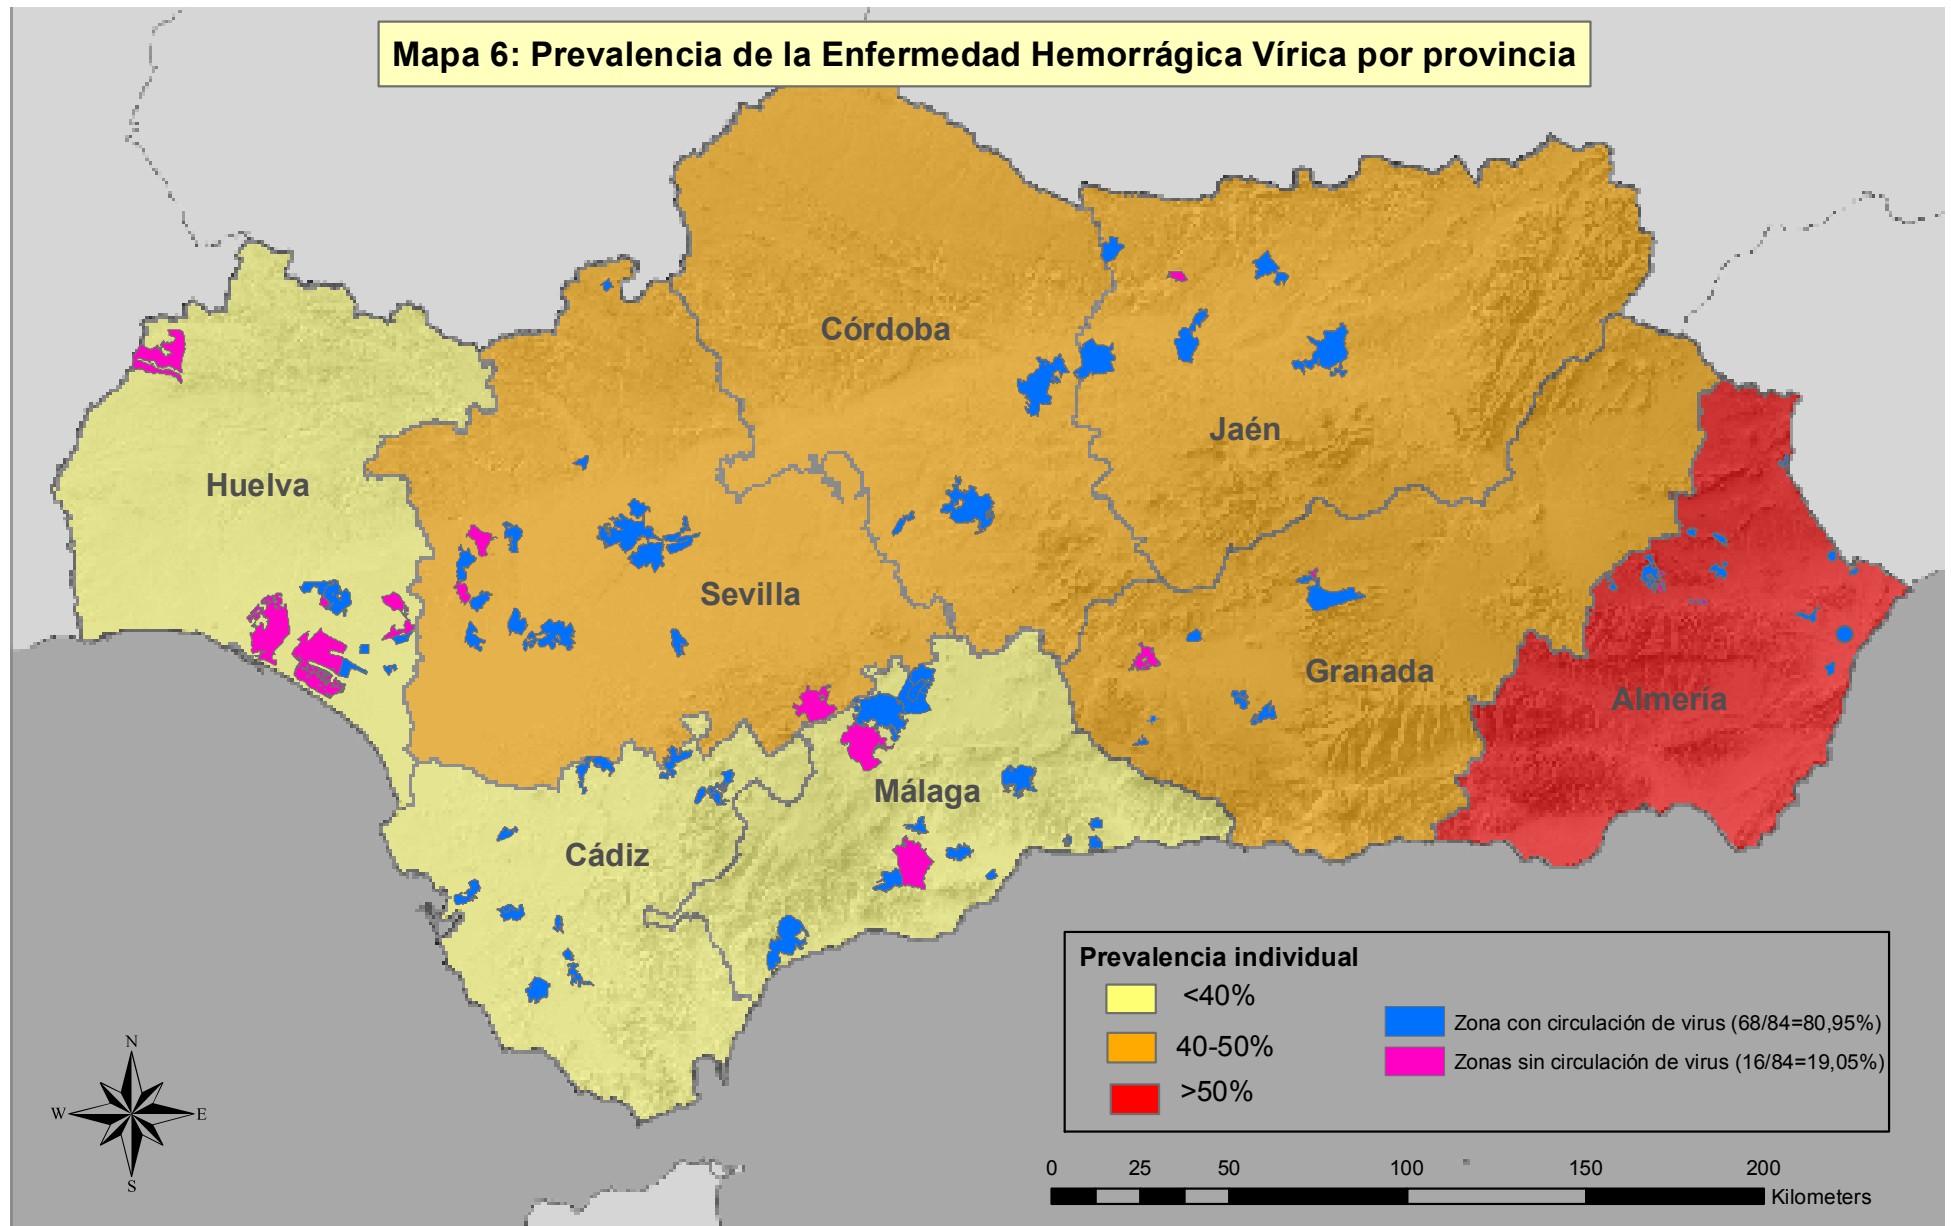 Mapa 6: Prevalencia de la Enfermedad Hemorrágica Vírica por provincia
Córdoba
Jaén
Huelva
Sevilla
Granada
Almería
Málaga
Cádiz
Prevalencia individual
<40%
40-50%
>50%
Zona con circulación de virus (68/84=80,95%)
Zonas sin circulación de virus (16/84=19,05%)
N
W
E
S
0 25 50 100 150 200
Kilometers